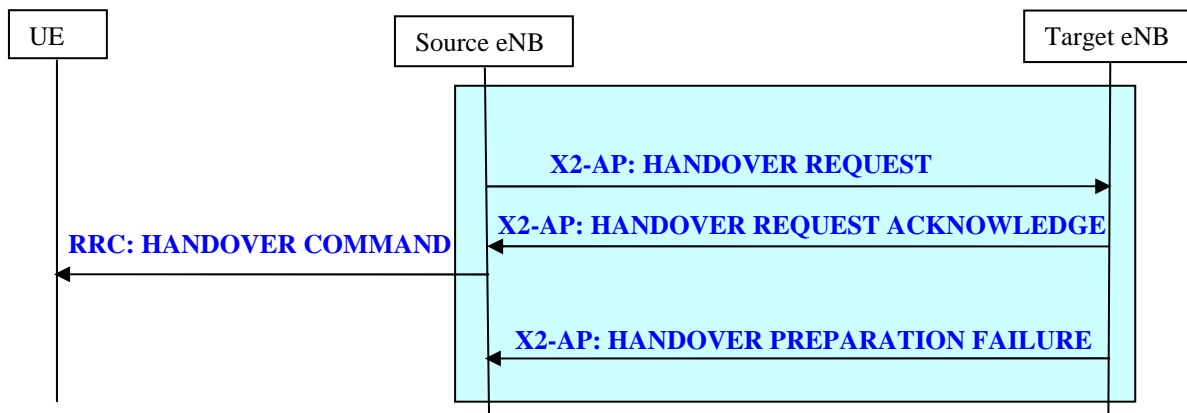 UE
Source eNB
Target eNB
X2-AP: HANDOVER REQUEST
X2-AP: HANDOVER REQUEST ACKNOWLEDGE
RRC: HANDOVER COMMAND
X2-AP: HANDOVER PREPARATION FAILURE